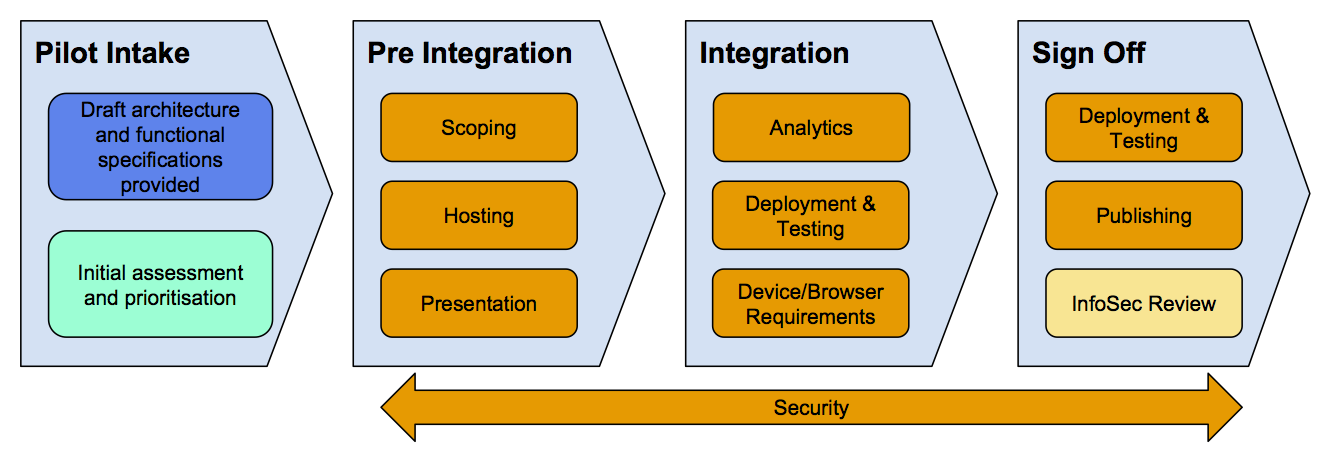 Pilot Intake
Draft architecture
and functional
specifications
provided
Initial assessment
and prioritisation
Pre Integration
Scoping
Hosting
Presentation
Integration
Analytics
Deployment &
Testing
Device/Browser
Requirements
Sign Off
Deployment &
Testing
Publishing
InfoSec Review
Security